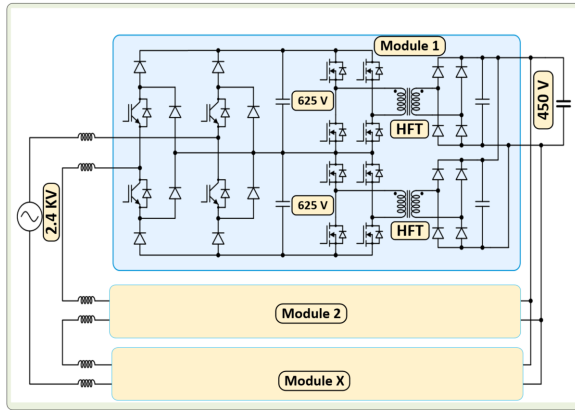 Module 1
625 V
HFT
450 V
2.4 KV
625 V
HFT
Module 2
Module X